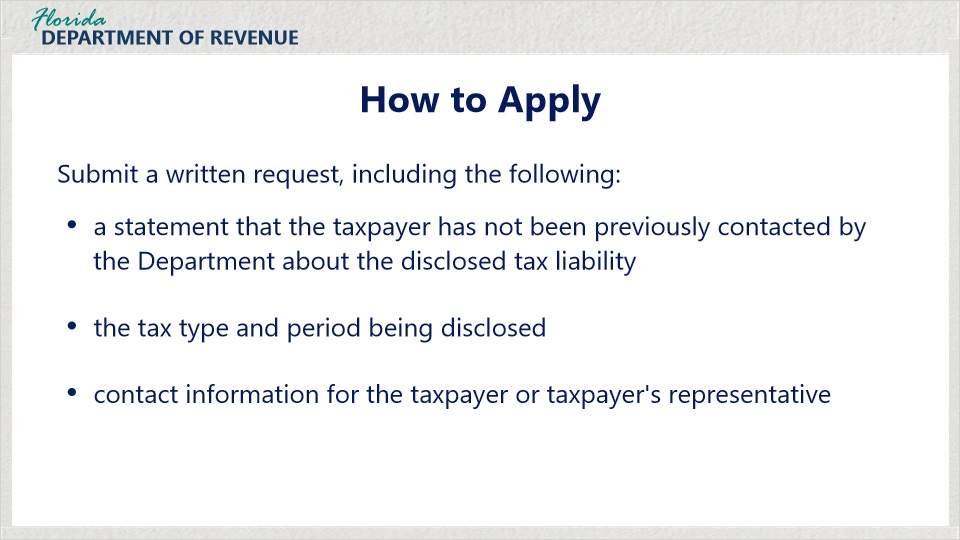 Florida
DEPARTMENT OF REVENUE
How to Apply
Submit a written request, including the following:
• a statement that the taxpayer has not been previously contacted by
the Department about the disclosed tax liability
• the tax type and period being disclosed
• contact information for the taxpayer or taxpayer's representative